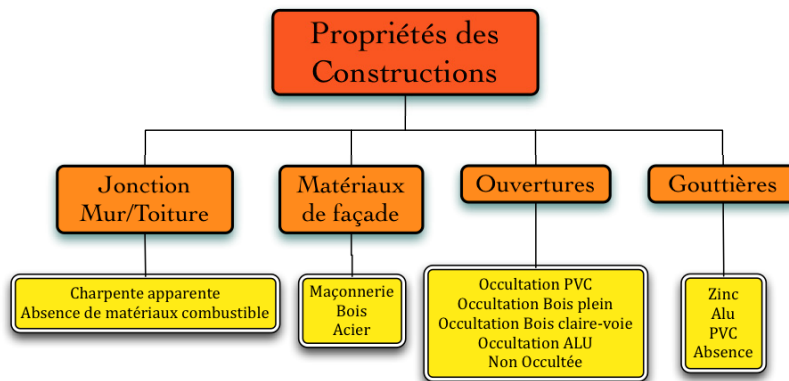 Propriétés des
Constructions
Jonction
Mur/Toiture
Matériaux
de façade
Ouvertures
Gouttières
Charpente apparente
Absence de matériaux combustible
Maçonnerie
Bois
Acier
Occultation PVC
Occultation Bois plein
Occultation Bois claire-voie
Occultation ALU
Non Occultée
Zinc
Alu
PVC
Absence